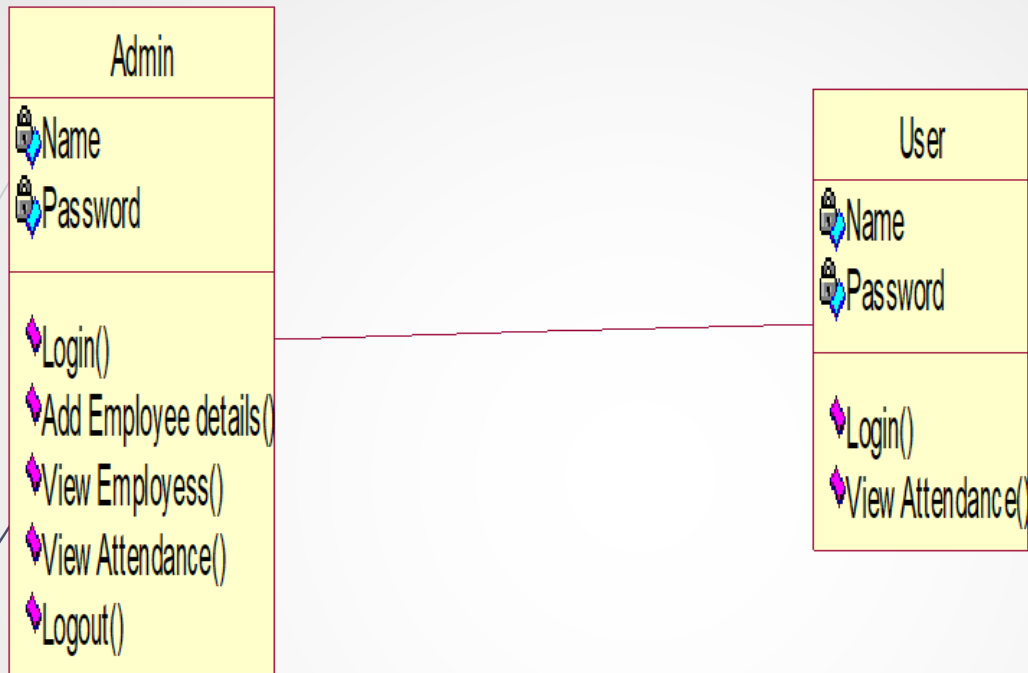 Admin
Name
Password
Login()
Add Employee details()
View Employess()
View Attendance()
Logout()
User
Name
Password
Login()
View Attendance()